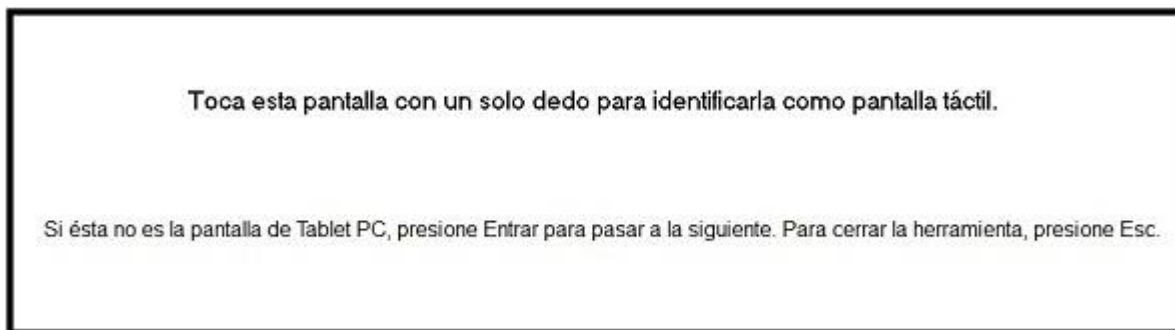 Toca esta pantalla con un solo dedo para identificarla como pantalla táctil.
Si ésta no es la pantalla de Tablet PC, presione Entrar para pasar a la siguiente. Para cerrar la herramienta, presione Esc.